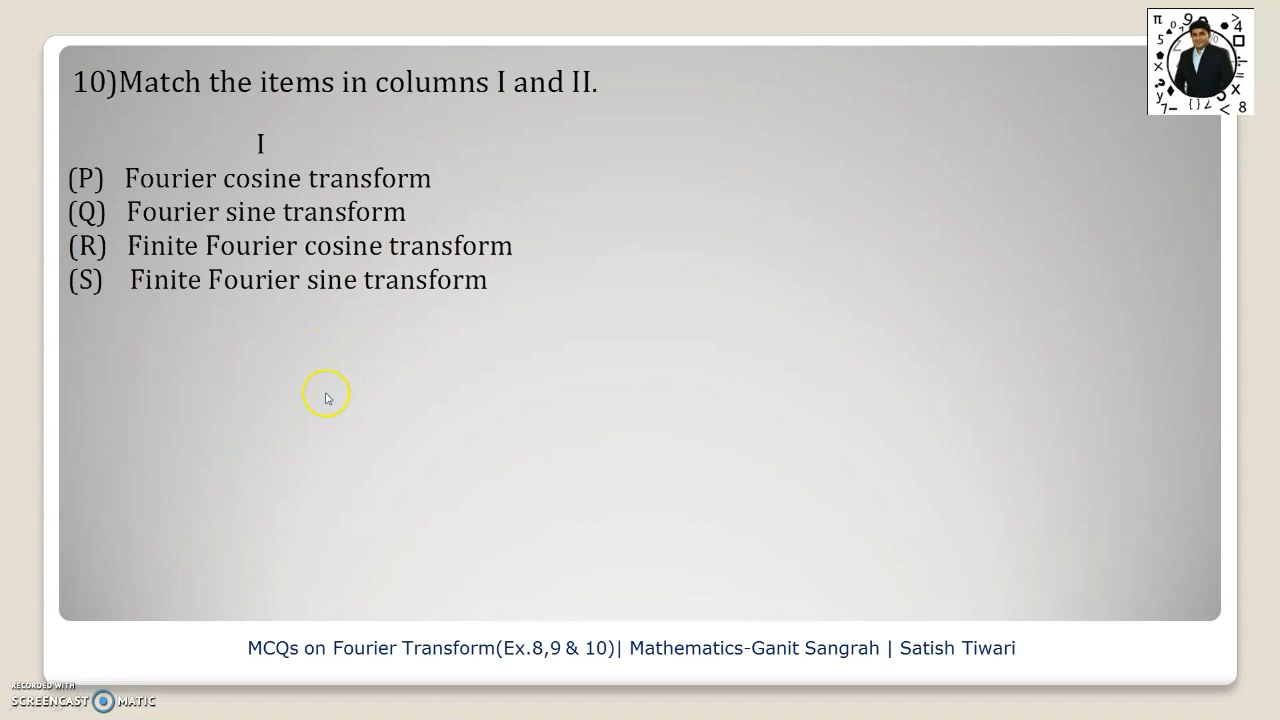 10)Match the items in columns I and II.
I
(P) Fourier cosine transform
(Q) Fourier sine transform
(R) Finite Fourier cosine transform
(S) Finite Fourier sine transform
MCQs on Fourier Transform(Ex.8,9 & 10)| Mathematics-Ganit Sangrah | Satish Tiwari
RECORDED WITH
SCREENCAST MATIC